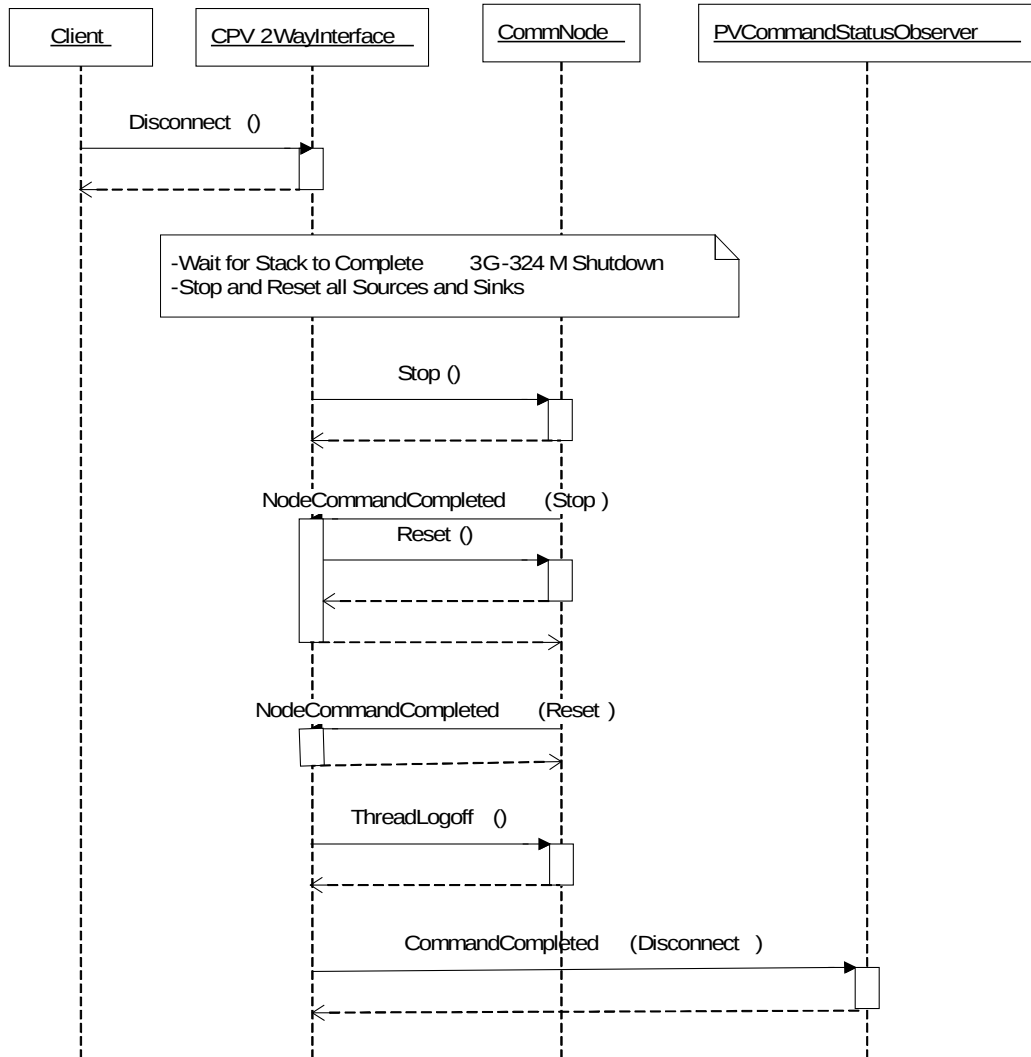 Client
CPV 2WayInterface
CommNode
PVCommandStatusObserver
Disconnect ()
-Wait for Stack to Complete 3G-324 M Shutdown
-Stop and Reset all Sources and Sinks
Stop ()
NodeCommandCompleted (Stop )
Reset ()
NodeCommandCompleted (Reset )
ThreadLogoff ()
CommandCompleted (Disconnect )